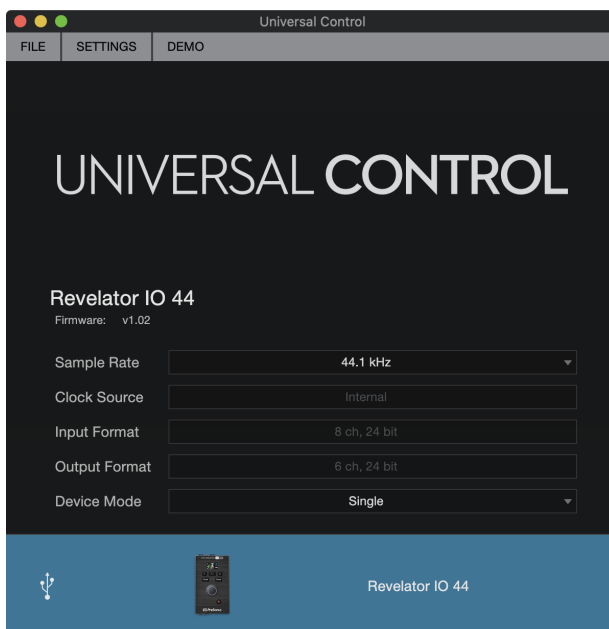 Universal Control
FILE SETTINGS DEMO
UNIVERSAL CONTROL
Revelator IO 44
Firmware: v1.02
Sample Rate 44.1 kHz
Clock Source Internal
Input Format 8 ch, 24 bit
Output Format 6 ch, 24 bit
Device Mode Single
Revelator IO 44